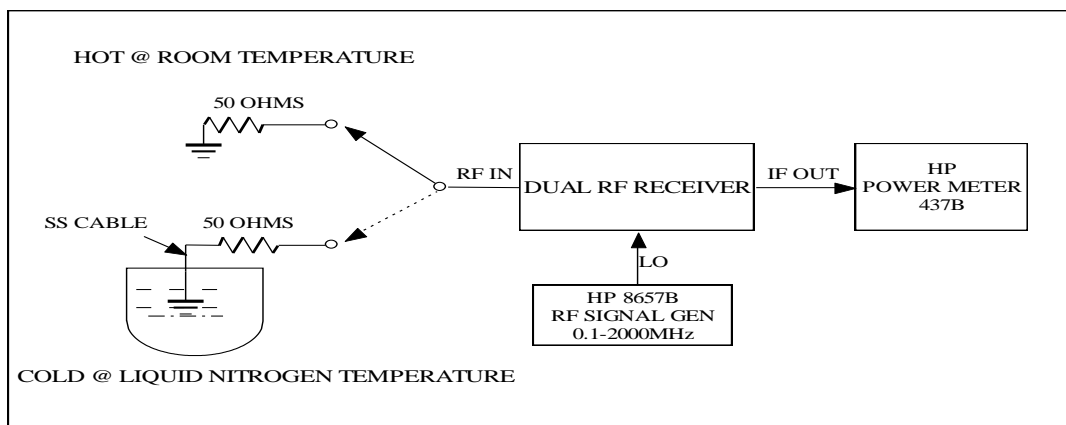 HOT @ ROOM TEMPERATURE
50 OHMS
RF IN
DUAL RF RECEIVER
IF OUT
HP
POWER METER
437B
SS CABLE
50 OHMS
LO
HP 8657B
RF SIGNAL GEN
0.1-2000MHz
COLD @ LIQUID NITROGEN TEMPERATURE